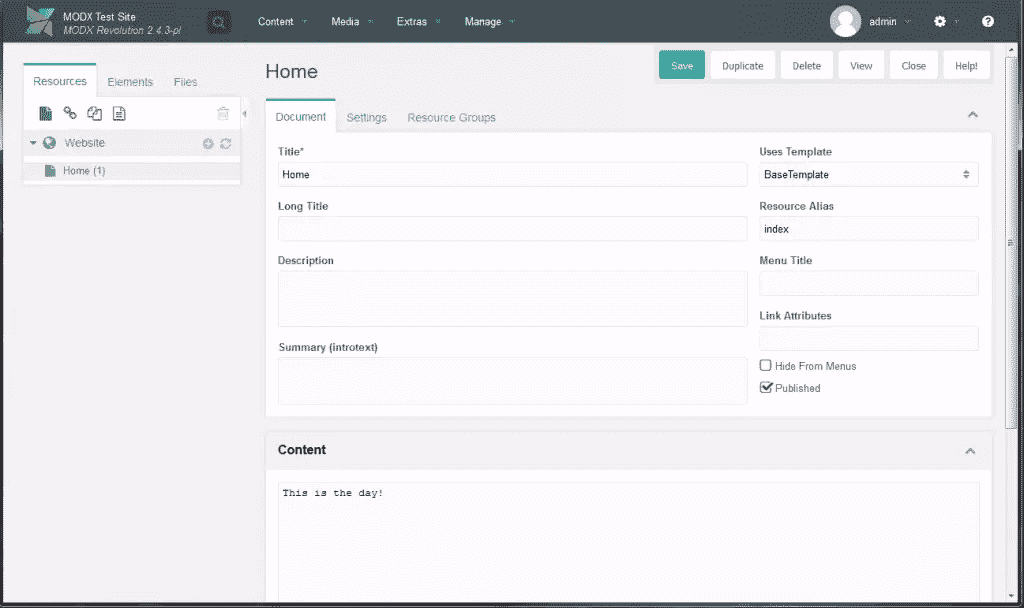 MODX Test Site
MODX Revolution 2.4.3-pl
Content
Media
Extras
Manage
admin
Resources
Elements
Files
Website
Home (1)
Home
Save
Duplicate
Delete
View
Close
Help!
Document
Settings
Resource Groups
Title*
Home
Long Title
Description
Summary (introtext)
Uses Template
BaseTemplate
Resource Alias
index
Menu Title
Link Attributes
Hide From Menus
Published
Content
This is the day!